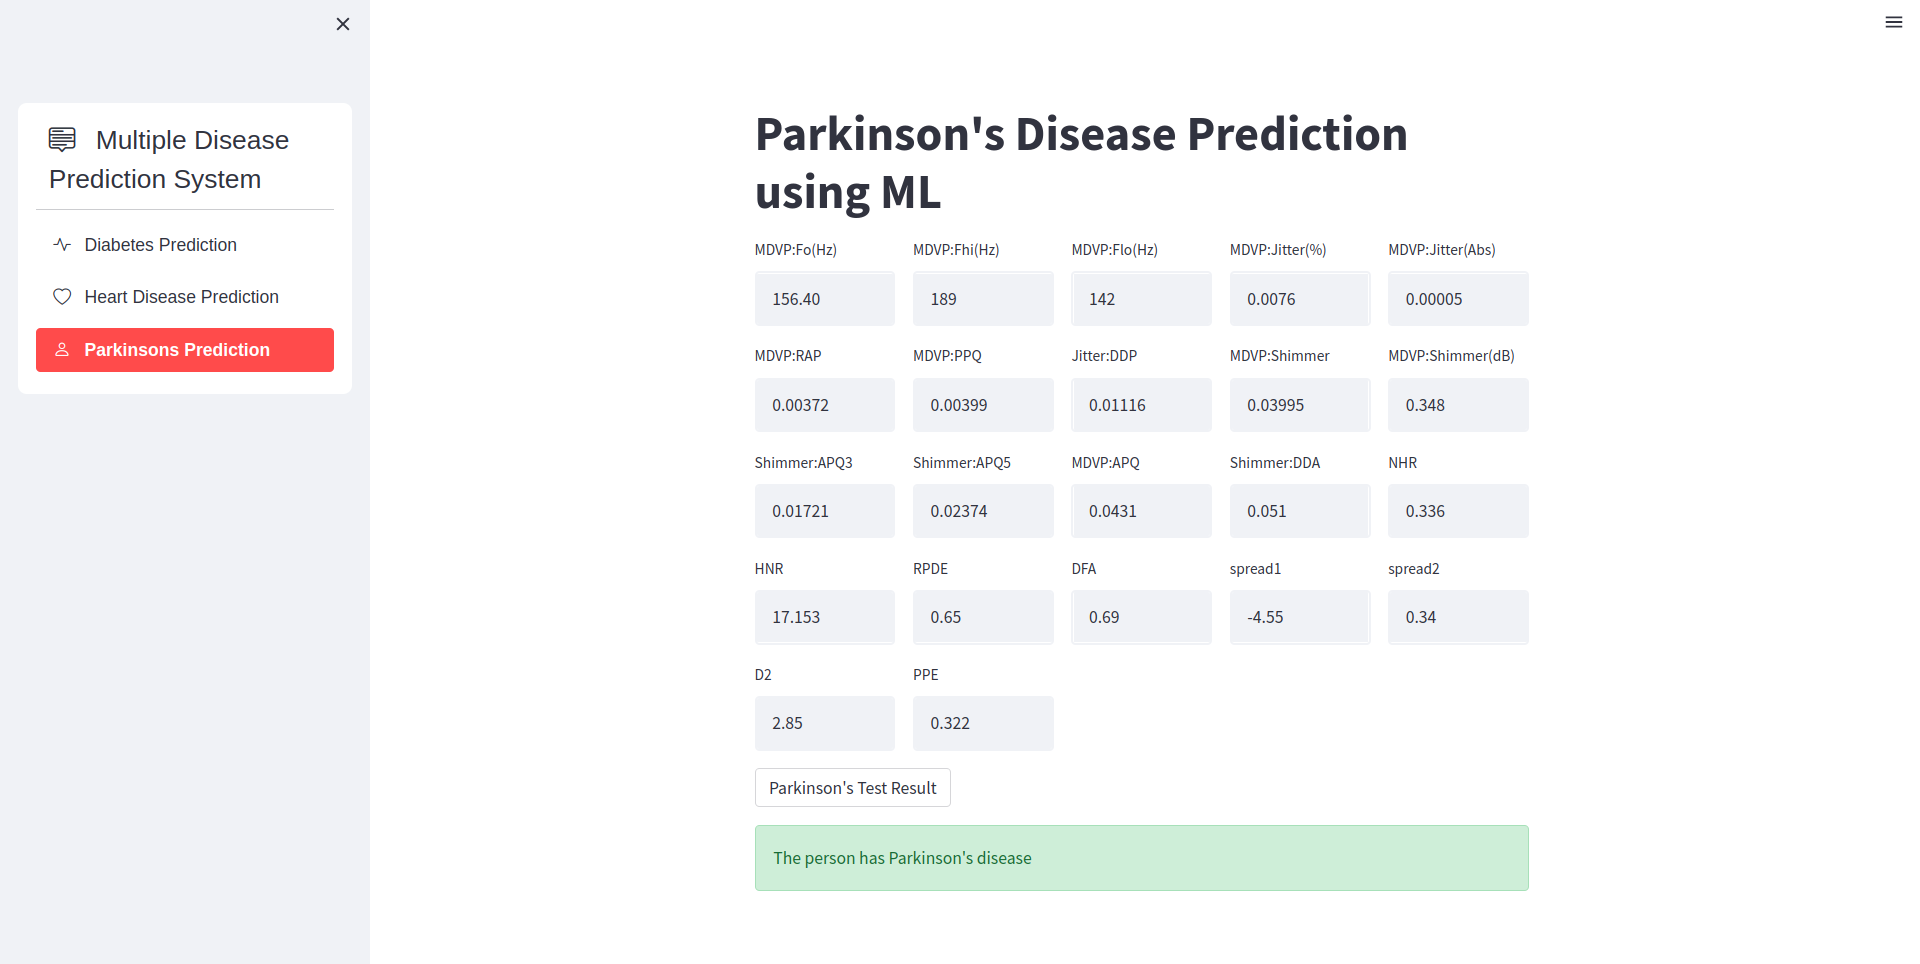 Multiple Disease
Prediction System
Diabetes Prediction
Heart Disease Prediction
Parkinsons Prediction
Parkinson's Disease Prediction
using ML
MDVP:Fo(Hz) MDVP:Fhi(Hz) MDVP:Flo(Hz) MDVP:Jitter(%) MDVP:Jitter(Abs)
156.40 189 142 0.0076 0.00005
MDVP:RAP MDVP:PPQ Jitter:DDP MDVP:Shimmer MDVP:Shimmer(dB)
0.00372 0.00399 0.01116 0.03995 0.348
Shimmer:APQ3 Shimmer:APQ5 MDVP:APQ Shimmer:DDA NHR
0.01721 0.02374 0.0431 0.051 0.336
HNR RPDE DFA spread1 spread2
17.153 0.65 0.69 -4.55 0.34
D2 PPE
2.85 0.322
Parkinson's Test Result
The person has Parkinson's disease